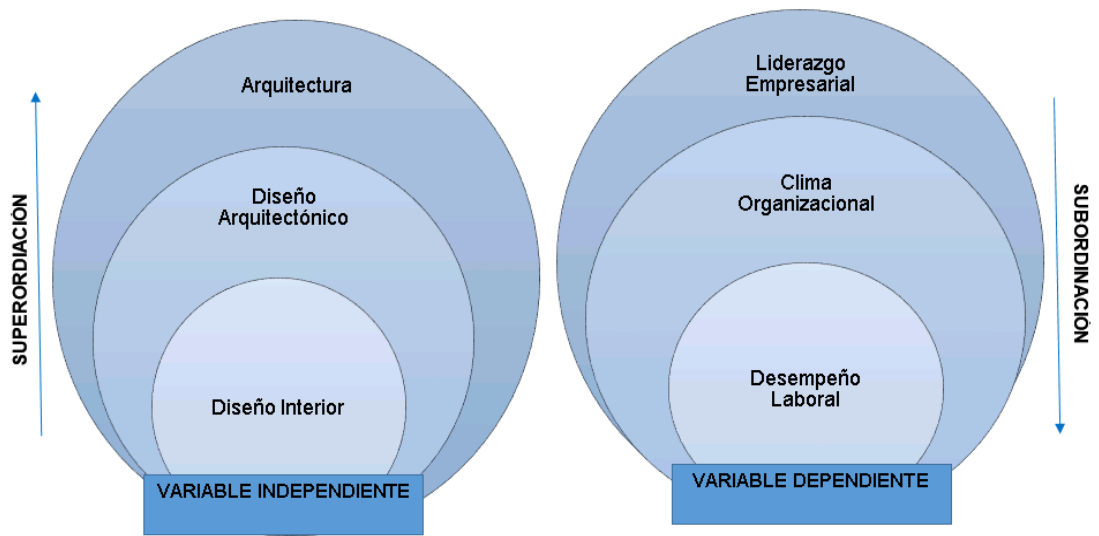 SUPERORDIACIÓN
Arquitectura
Diseño
Arquitectónico
Diseño Interior
VARIABLE INDEPENDIENTE
Liderazgo
Empresarial
Clima
Organizacional
Desempeño
Laboral
VARIABLE DEPENDIENTE
SUBORDINACIÓN